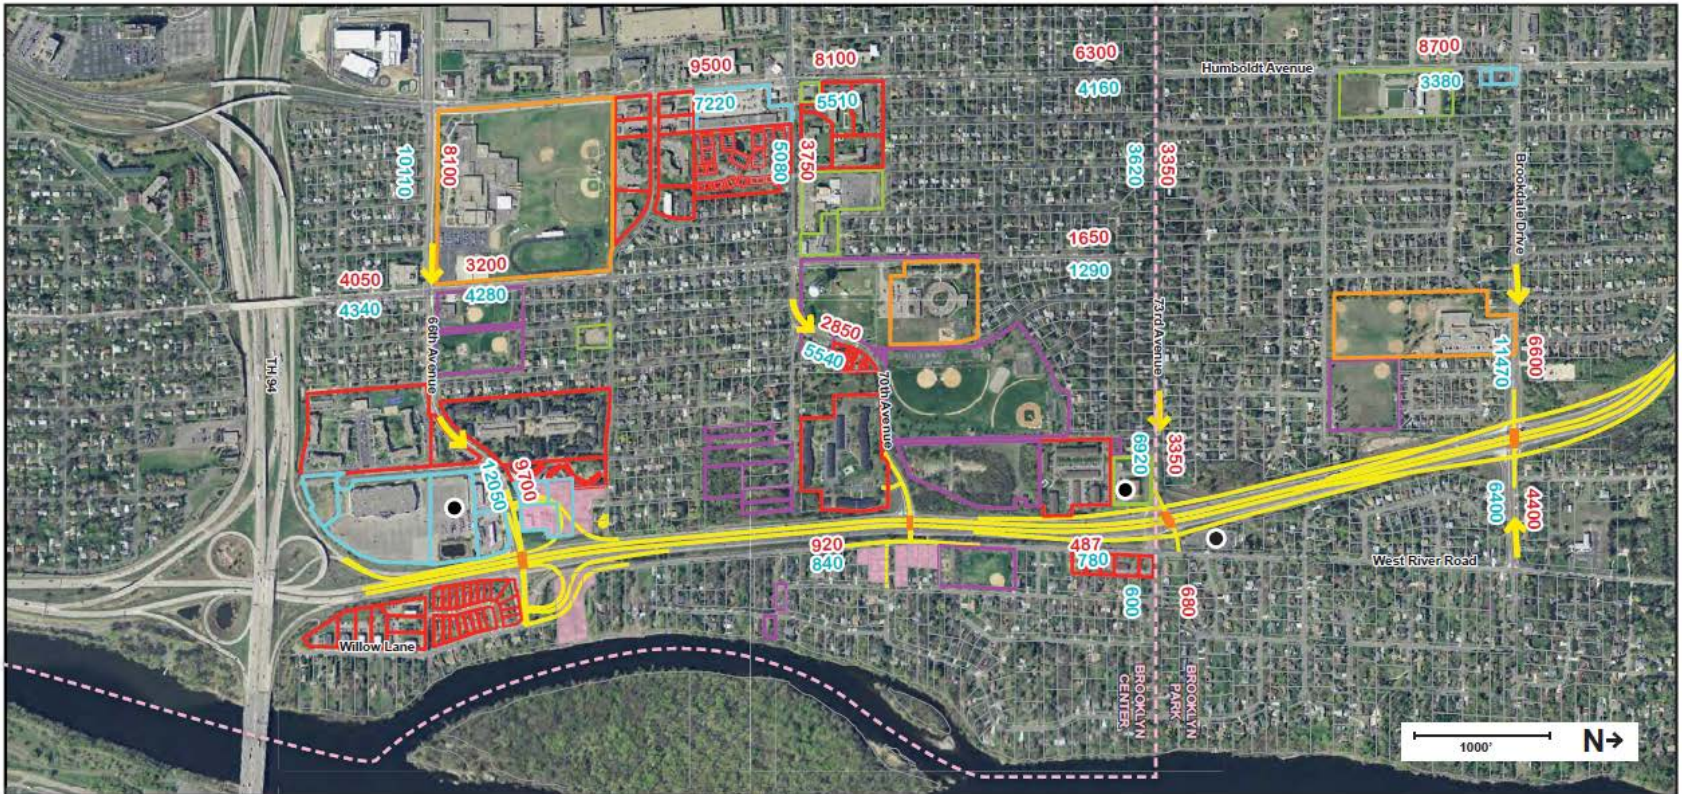 8700
6300
8100
9500
Humboldt Avenue
3380
4160
5510
7220
10110
8100
5080
3750
3620
3350
Brookdale Drive
1650
1290
4050
3200
4340
4280
66th Avenue
TH 94
2850
5540
70th Avenue
73rd Avenue
11470
6600
6920
3350
12050
9700
6400
4400
920
840
487
780
West River Road
600
680
Willow Lane
BROOKLYN
CENTER
BROOKLYN
PARK
1000'
N→